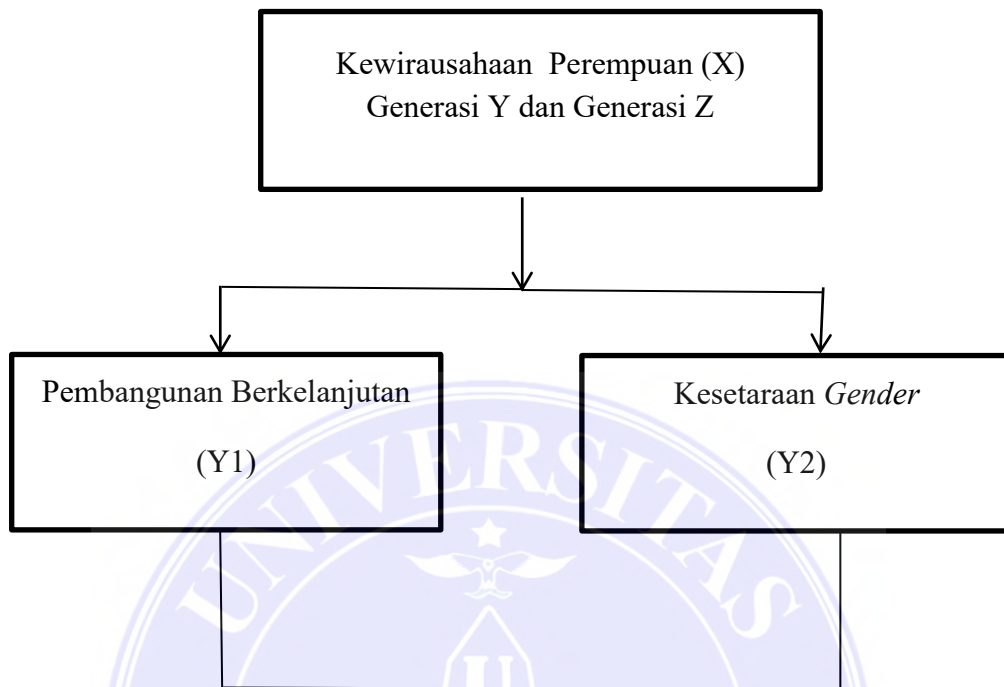 Kewirausahaan Perempuan (X)
Generasi Y dan Generasi Z
Pembangunan Berkelanjutan
(Y1)
Kesetaraan Gender
(Y2)
UNIVERSITAS
U